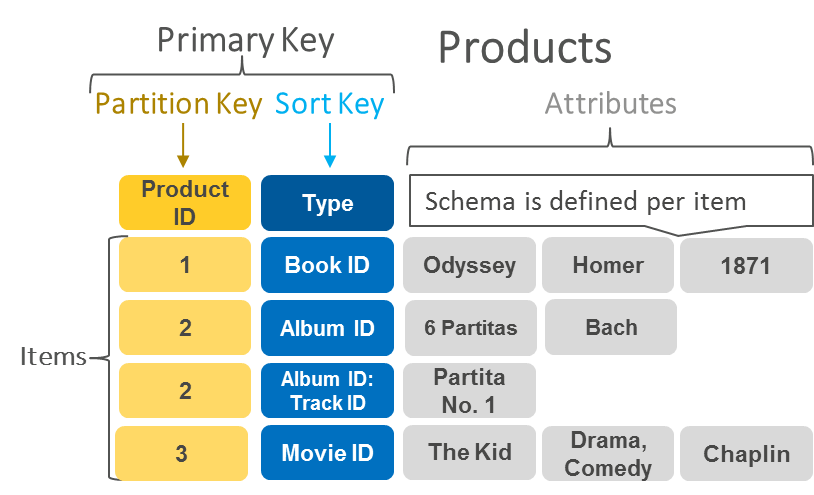 Primary Key
Products
Partition Key
Sort Key
Attributes
Product
ID
Type
Schema is defined per item
1
Book ID
Odyssey
Homer
1871
2
Album ID
6 Partitas
Bach
Items
2
Album ID:
Track ID
Partita
No. 1
3
Movie ID
The Kid
Drama,
Comedy
Chaplin